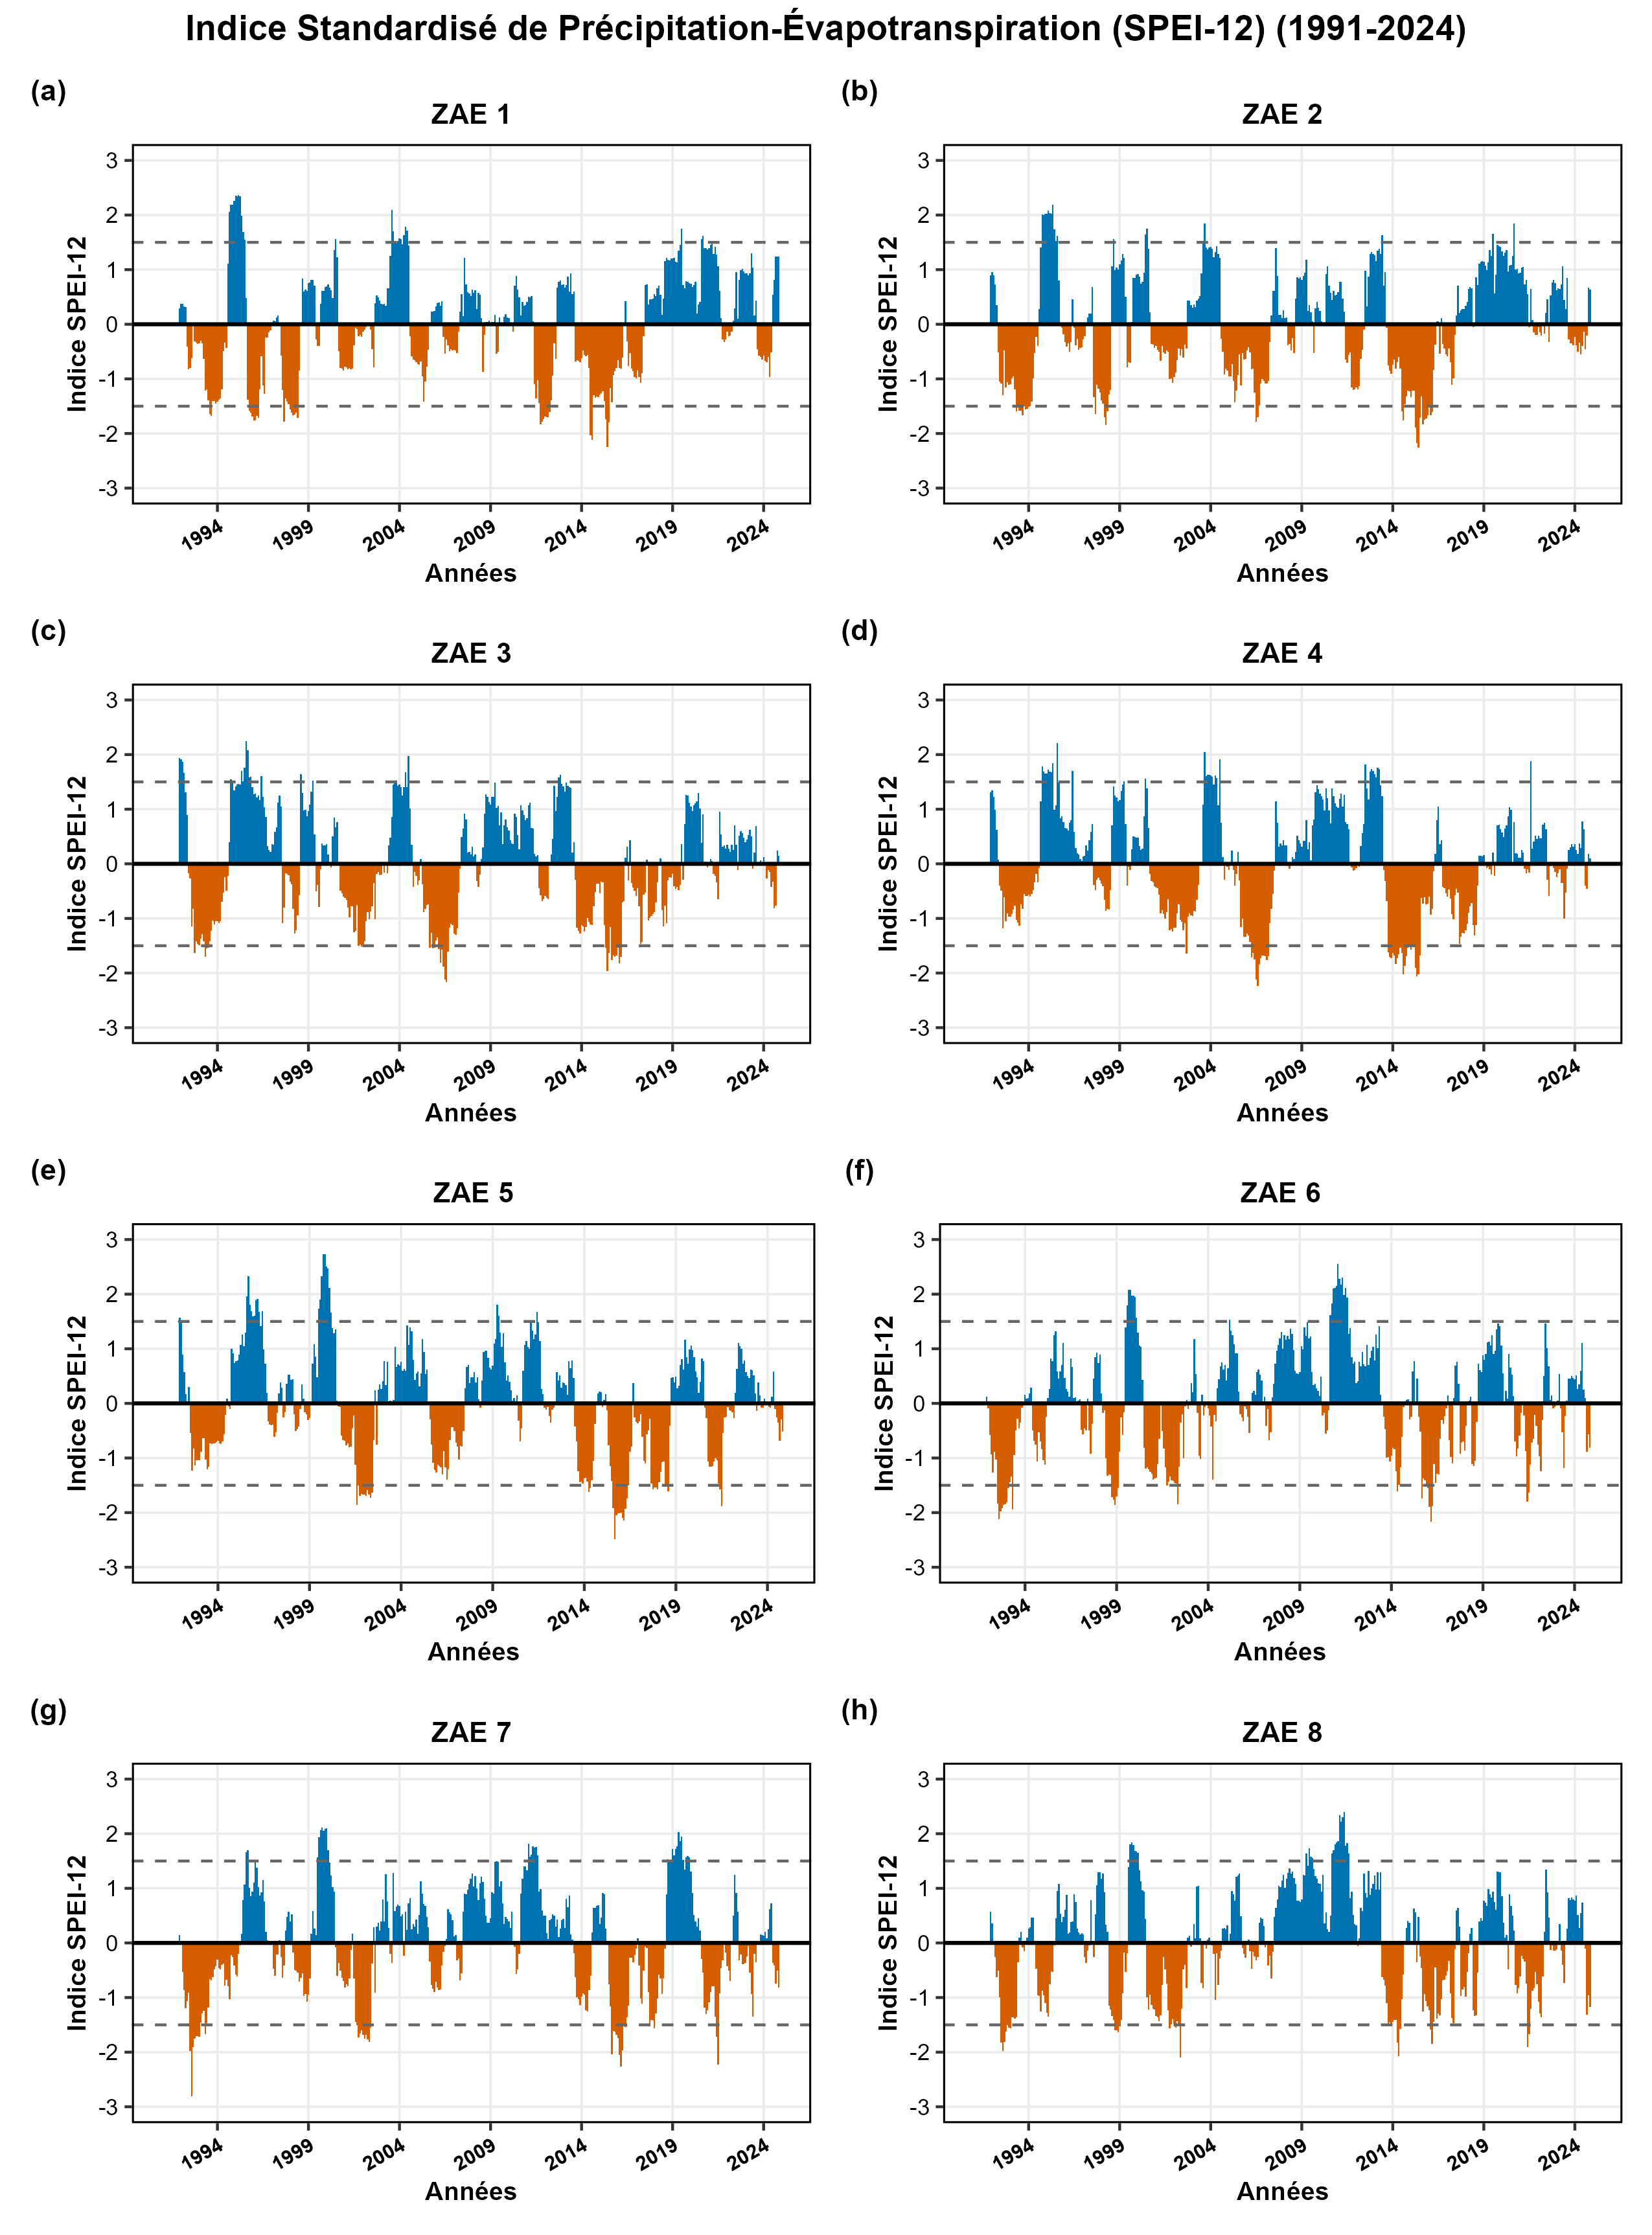 Indice Standardisé de Précipitation-Évapotranspiration (SPEI-12) (1991-2024)
(a)
ZAE 1
Indice SPEI-12
3
2
1
0
-1
-2
-3
1994 1999 2004 2009 2014 2019 2024
Années
(b)
ZAE 2
Indice SPEI-12
3
2
1
0
-1
-2
-3
1994 1999 2004 2009 2014 2019 2024
Années
(c)
ZAE 3
Indice SPEI-12
3
2
1
0
-1
-2
-3
1994 1999 2004 2009 2014 2019 2024
Années
(d)
ZAE 4
Indice SPEI-12
3
2
1
0
-1
-2
-3
1994 1999 2004 2009 2014 2019 2024
Années
(e)
ZAE 5
Indice SPEI-12
3
2
1
0
-1
-2
-3
1994 1999 2004 2009 2014 2019 2024
Années
(f)
ZAE 6
Indice SPEI-12
3
2
1
0
-1
-2
-3
1994 1999 2004 2009 2014 2019 2024
Années
(g)
ZAE 7
Indice SPEI-12
3
2
1
0
-1
-2
-3
1994 1999 2004 2009 2014 2019 2024
Années
(h)
ZAE 8
Indice SPEI-12
3
2
1
0
-1
-2
-3
1994 1999 2004 2009 2014 2019 2024
Années